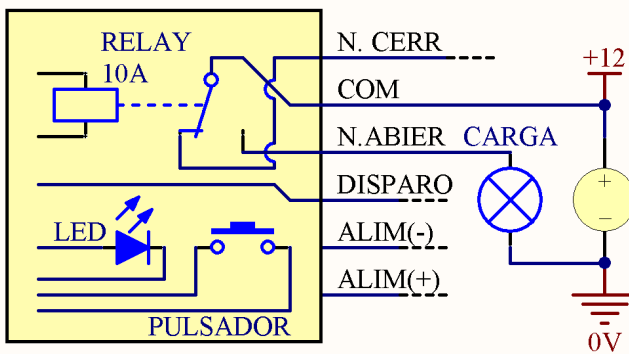 RELAY
10A
N. CERR
COM
N.ABIER
CARGA
+12
DISPARO
LED
ALIM(-)
ALIM(+)
PULSADOR
+
−
0V